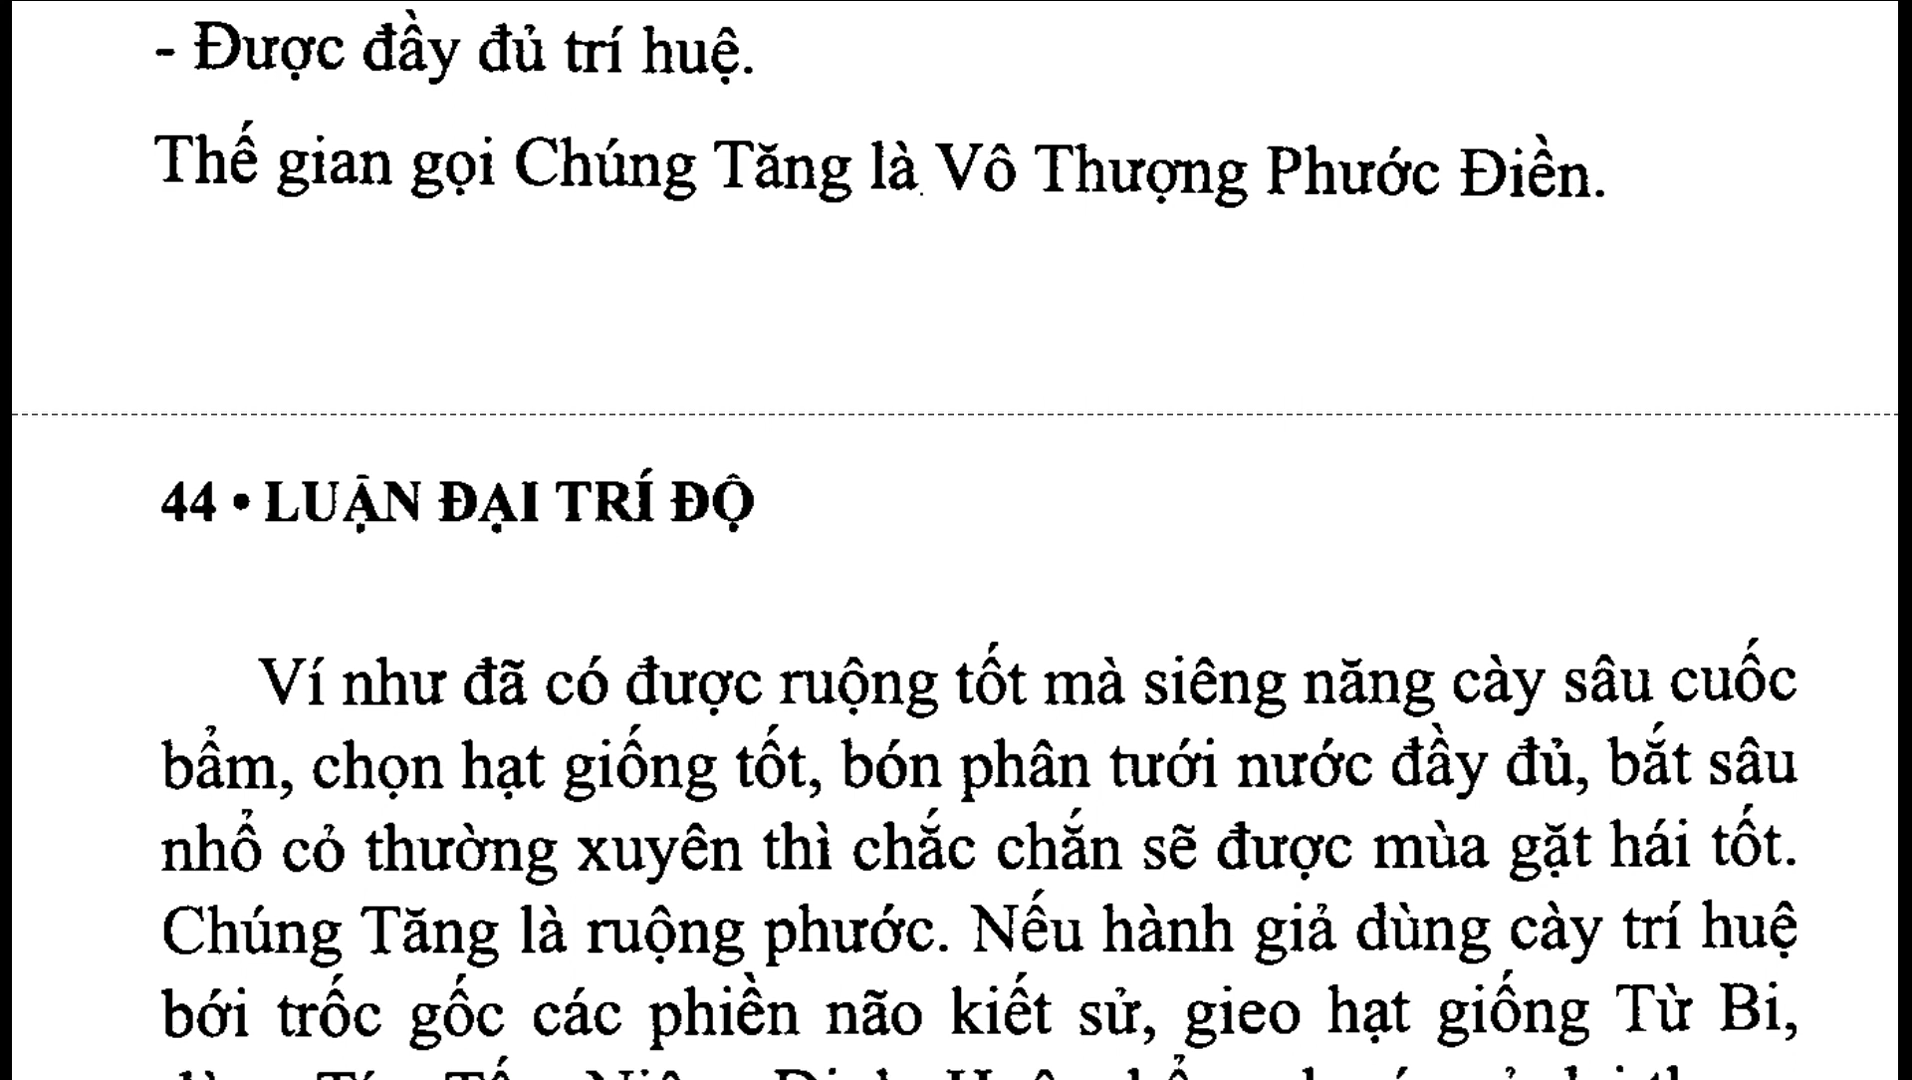 - Được đầy đủ trí huệ.
Thế gian gọi Chúng Tăng là Vô Thượng Phước Điền.
44 • LUẬN ĐẠI TRÍ ĐỘ
Ví như đã có được ruộng tốt mà siêng năng cày sâu cuốc
bẩm, chọn hạt giống tốt, bón phân tưới nước đầy đủ, bắt sâu
nhổ cỏ thường xuyên thì chắc chắn sẽ được mùa gặt hái tốt.
Chúng Tăng là ruộng phước. Nếu hành giả dùng cày trí huệ
bới trốc gốc các phiền não kiết sử, gieo hạt giống Từ Bi,